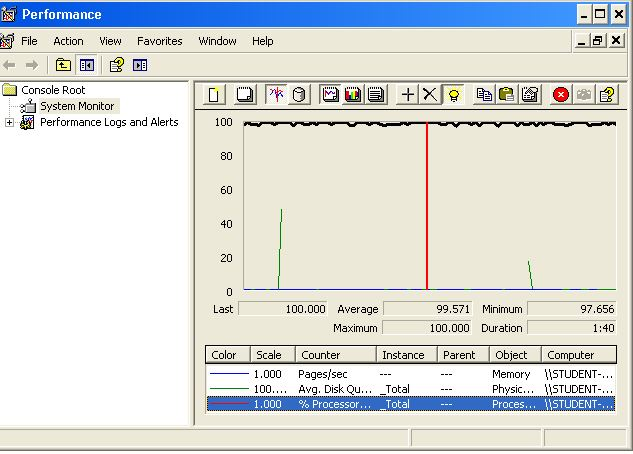 Performance
File Action View Favorites Window Help
Console Root
System Monitor
Performance Logs and Alerts
100
80
60
40
20
0
Last 100.000 Average 99.571 Minimum 97.656
Maximum 100.000 Duration 1:40
Color Scale Counter Instance Parent Object Computer
1.000 Pages/sec --- --- Memory \\STUDENT-...
100.... Avg. Disk Qu... _Total --- Physic... \\STUDENT-...
1.000 % Processor... _Total --- Proces... \\STUDENT-...